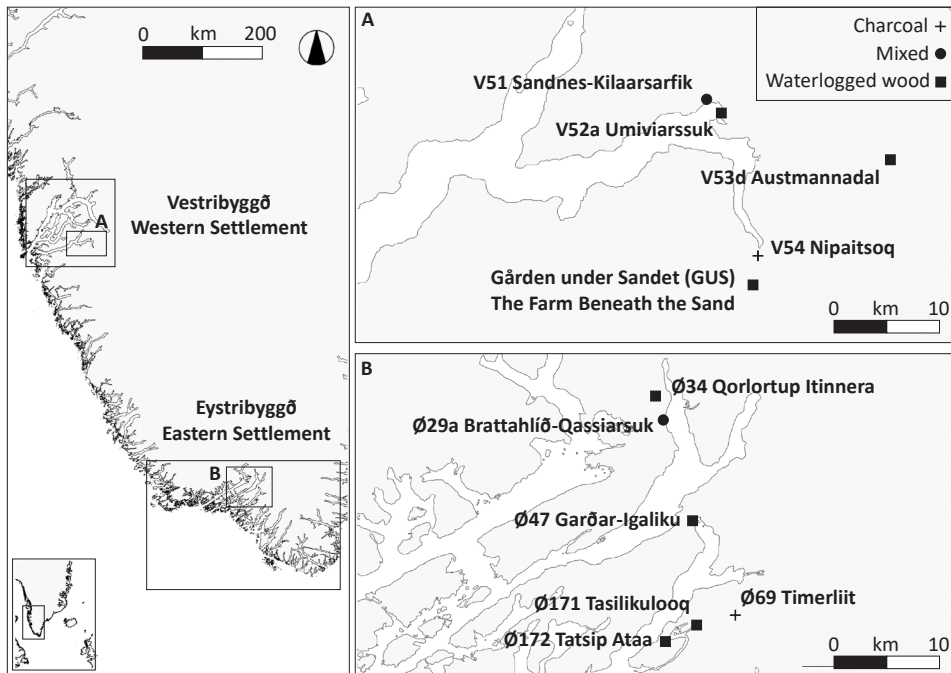 km
0 200
Vestribyggð
Western Settlement
A
Eystribyggð
Eastern Settlement
B
A
Charcoal
Mixed
Waterlogged wood
V51 Sandnes-Kilaarsarfik
V52a Umiviarssuk
V53d Austmannadal
V54 Nipaitsoq
Gården under Sandet (GUS)
The Farm Beneath the Sand
0 km 10
B
Ø34 Qorlortup Itinnera
Ø29a Brattahlíð-Qassiarsuk
Ø47 Garðar-Igaliku
Ø69 Timerliit
Ø171 Tasilikulooq
Ø172 Tatsip Ataa
0 km 10